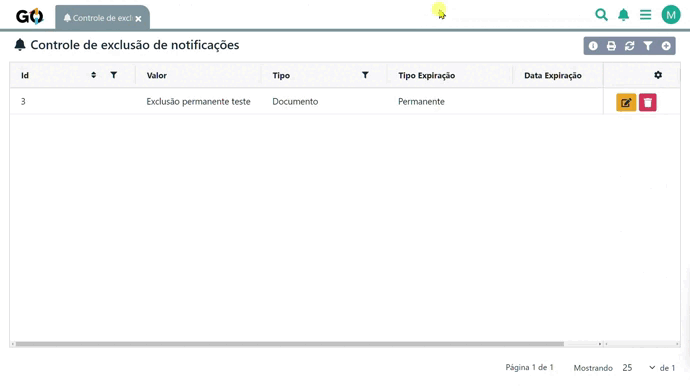 GO
Controle de exclu
M
Controle de exclusão de notificações
Id Valor Tipo Tipo Expiração Data Expiração
3 Exclusão permanente teste Documento Permanente
Página 1 de 1 Mostrando 25 de 1